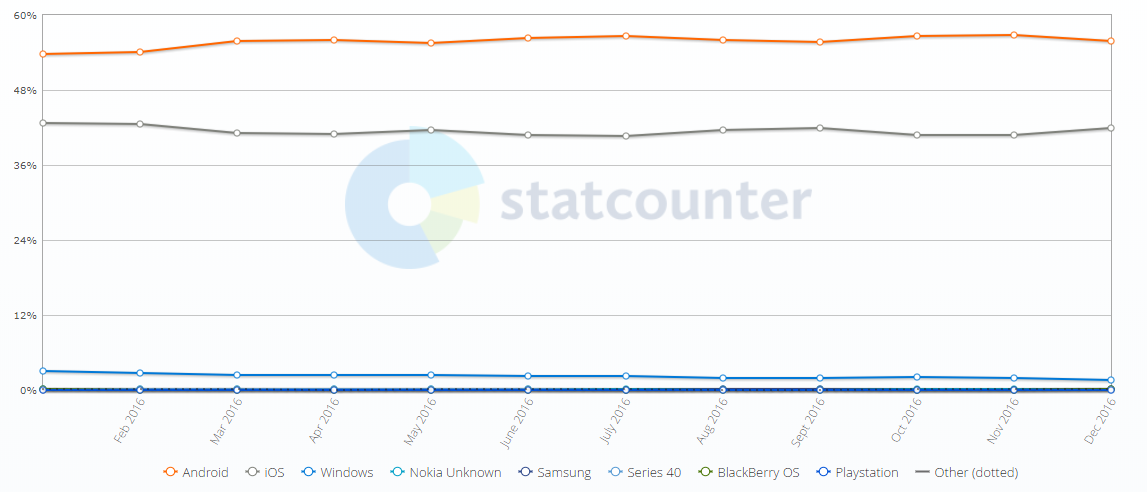 60%
48%
36%
statcounter
24%
12%
0%
Feb 2016 Mar 2016 Apr 2016 May 2016 June 2016 July 2016 Aug 2016 Sept 2016 Oct 2016 Nov 2016 Dec 2016
Android iOS Windows Nokia Unknown Samsung Series 40 BlackBerry OS Playstation Other (dotted)